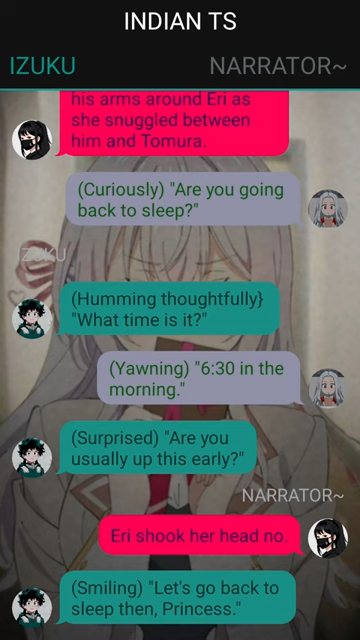 INDIAN TS
IZUKU NARRATOR~
his arms around Eri as
she snuggled between
him and Tomura.
(Curiously) "Are you going
back to sleep?"
IZUKU
(Humming thoughtfully}
"What time is it?"
(Yawning) "6:30 in the
morning."
(Surprised) "Are you
usually up this early?"
NARRATOR~
Eri shook her head no.
(Smiling) "Let's go back to
sleep then, Princess."